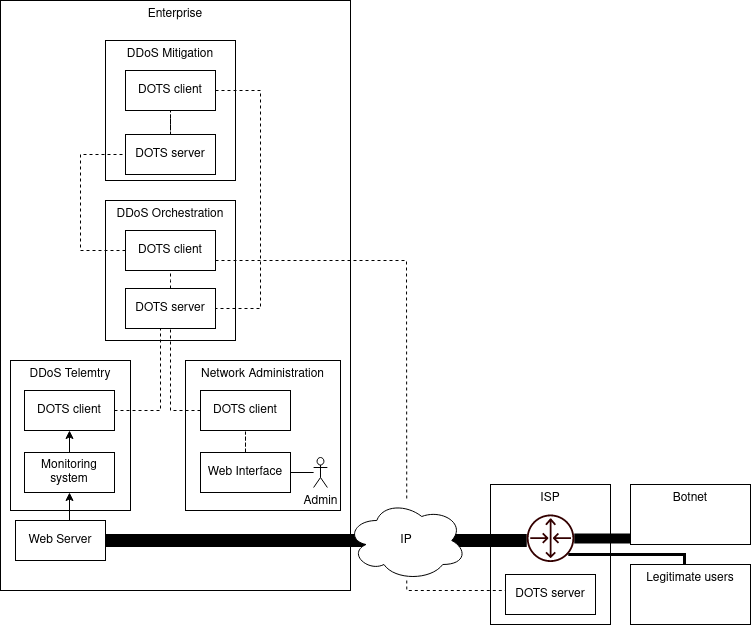 Enterprise
DDoS Mitigation
DOTS client
DOTS server
DDoS Orchestration
DOTS client
DOTS server
DDoS Telemtry
DOTS client
Monitoring
system
Web Server
Network Administration
DOTS client
Web Interface
Admin
IP
ISP
DOTS server
Botnet
Legitimate users